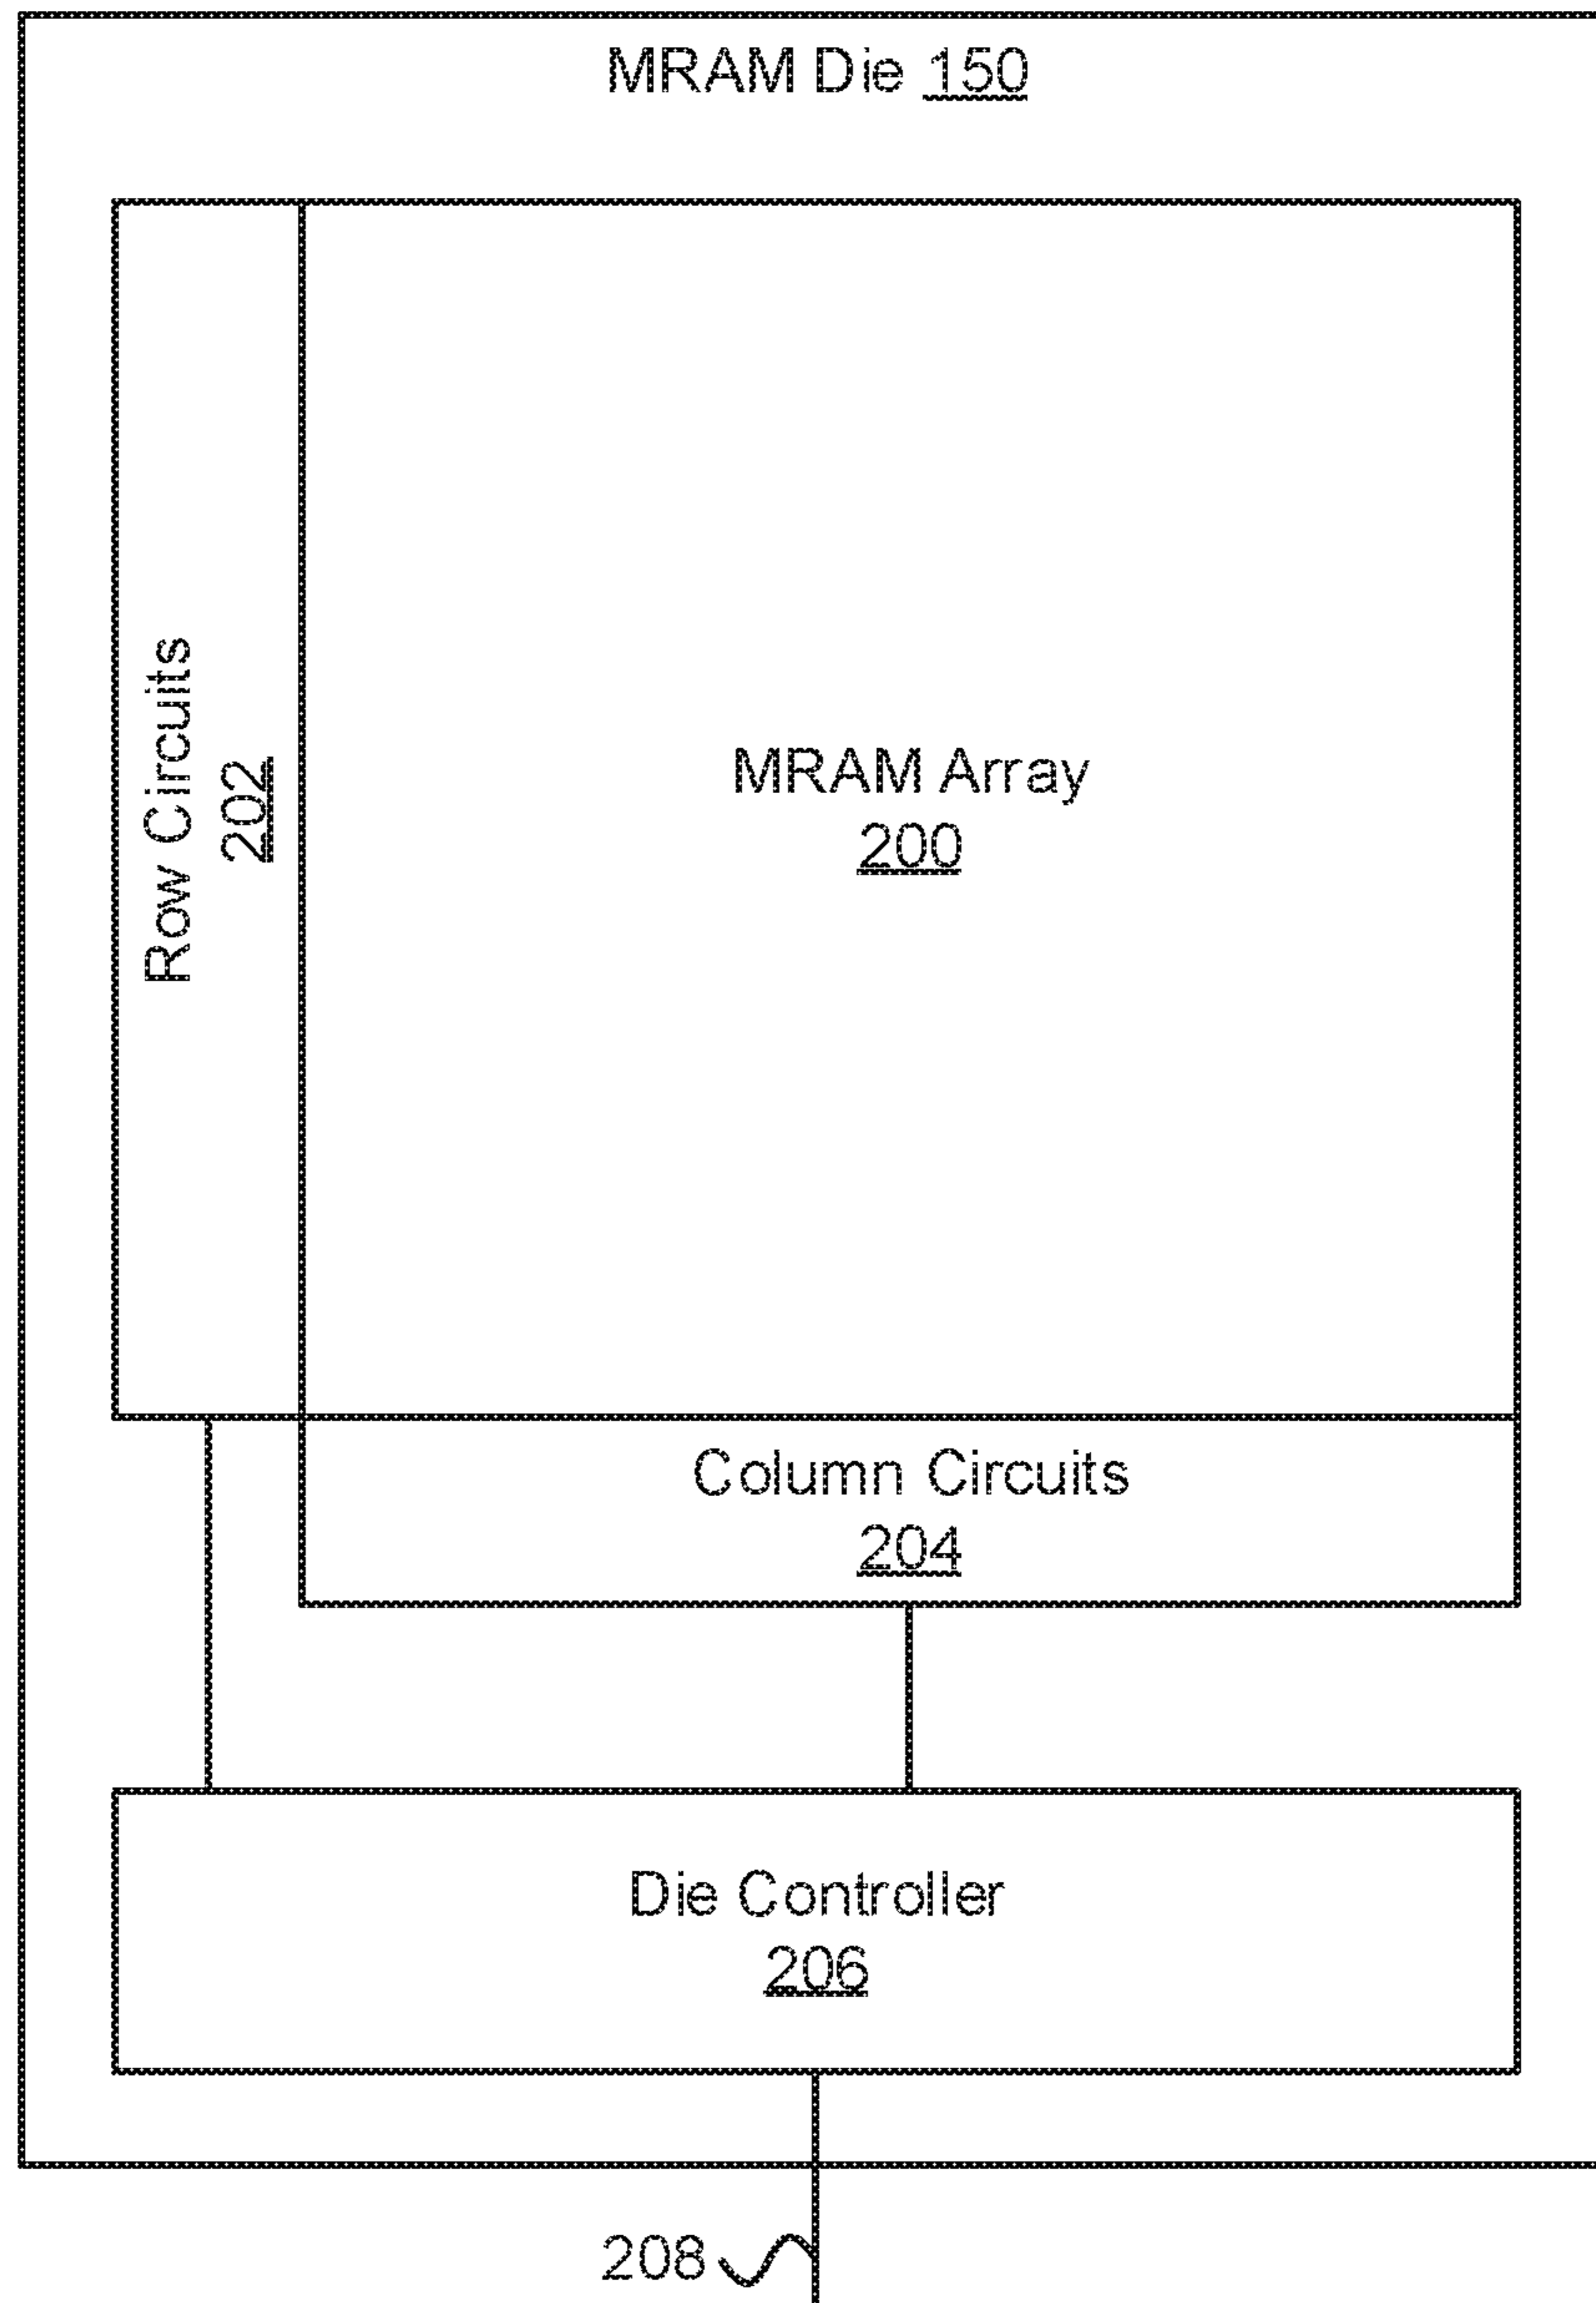 MRAM Die 150
Row Circuits
202
MRAM Array
200
Column Circuits
204
Die Controller
206
208